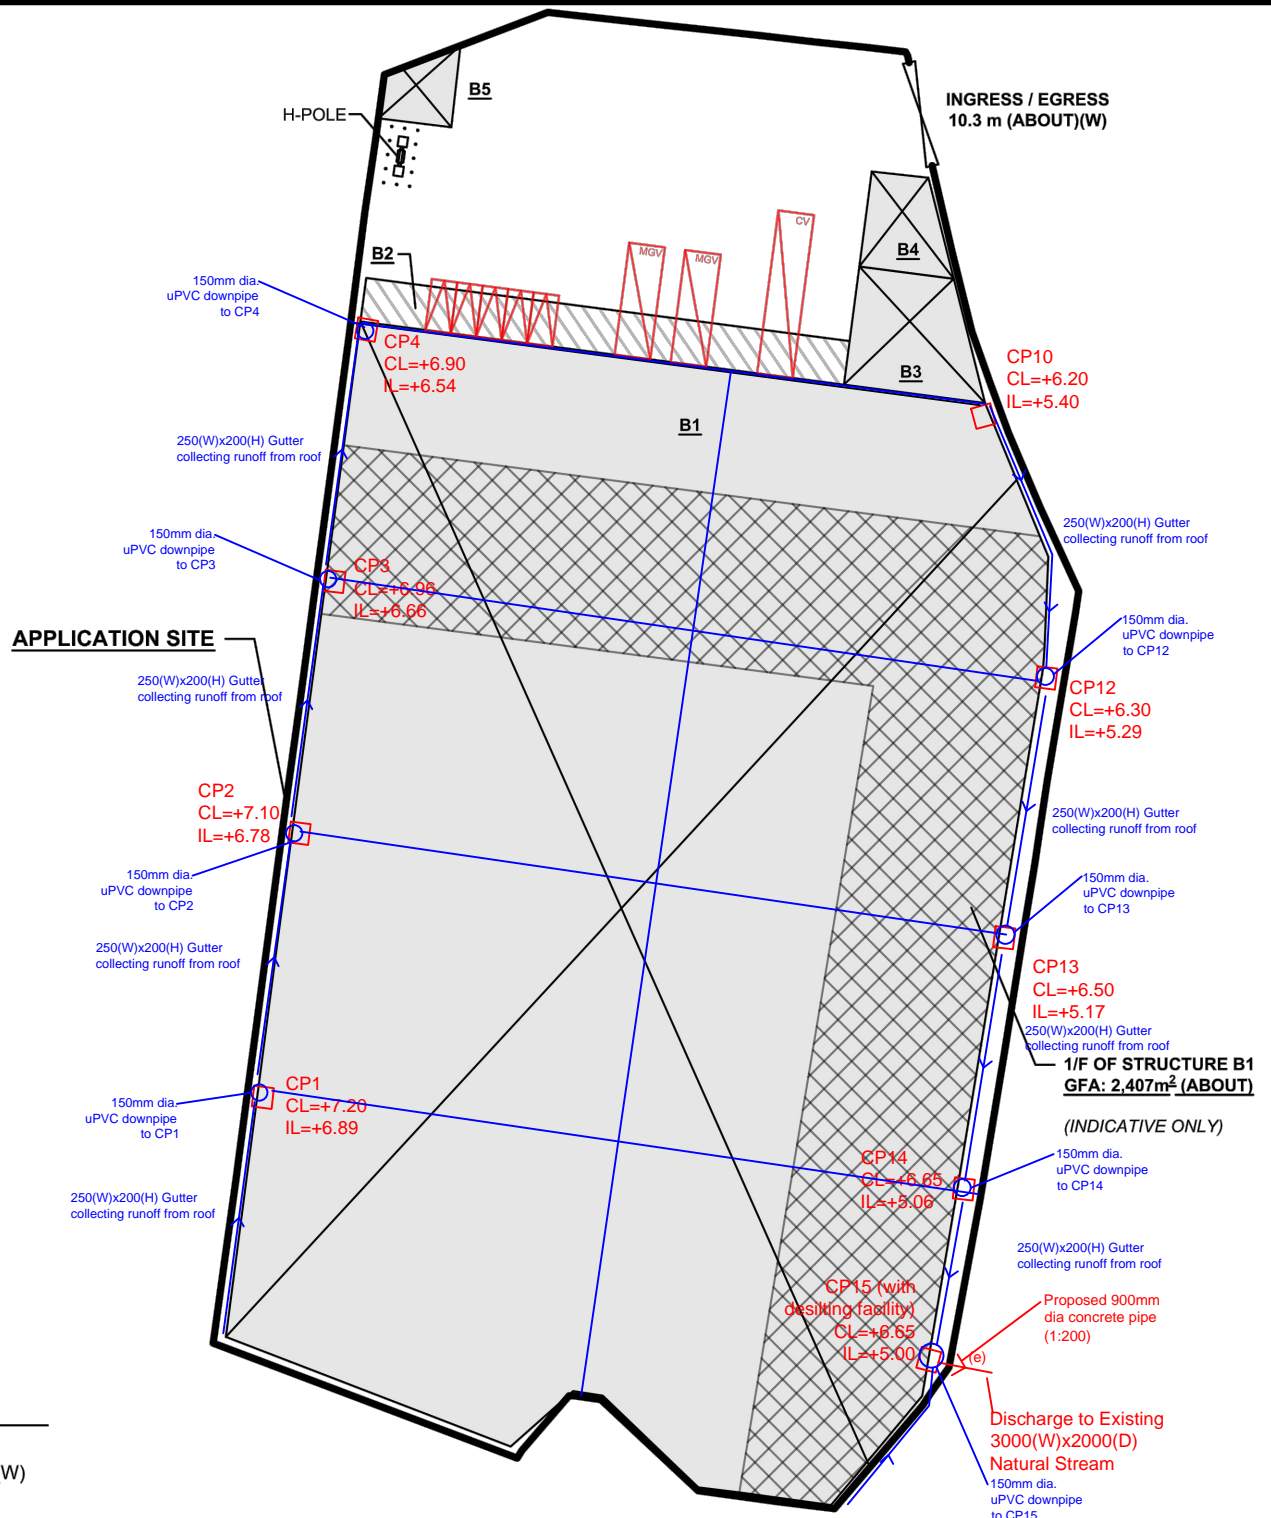 B5
H-POLE
INGRESS / EGRESS
10.3 m (ABOUT)(W)
CV
MGV
MGV
B2
B4
B3
B1
150mm dia.
uPVC downpipe
to CP4
CP4
CL=+6.90
IL=+6.54
CP10
CL=+6.20
IL=+5.40
250(W)x200(H) Gutter
collecting runoff from roof
250(W)x200(H) Gutter
collecting runoff from roof
150mm dia.
uPVC downpipe
to CP3
CP3
CL=+6.96
IL=+6.66
APPLICATION SITE
150mm dia.
uPVC downpipe
to CP12
250(W)x200(H) Gutter
collecting runoff from roof
CP12
CL=+6.30
IL=+5.29
CP2
CL=+7.10
IL=+6.78
250(W)x200(H) Gutter
collecting runoff from roof
150mm dia.
uPVC downpipe
to CP2
150mm dia.
uPVC downpipe
to CP13
250(W)x200(H) Gutter
collecting runoff from roof
CP13
CL=+6.50
IL=+5.17
250(W)x200(H) Gutter
collecting runoff from roof
1/F OF STRUCTURE B1
GFA: 2,407m² (ABOUT)
(INDICATIVE ONLY)
CP1
CL=+7.20
IL=+6.89
150mm dia.
uPVC downpipe
to CP1
CP14
CL=+6.65
IL=+5.06
150mm dia.
uPVC downpipe
to CP14
250(W)x200(H) Gutter
collecting runoff from roof
250(W)x200(H) Gutter
collecting runoff from roof
CP15 (with
desilting facility)
CL=+6.65
IL=+5.00
Proposed 900mm
dia concrete pipe
(1:200)
(e)
Discharge to Existing
3000(W)x2000(D)
Natural Stream
150mm dia.
uPVC downpipe
to CP15
(W)